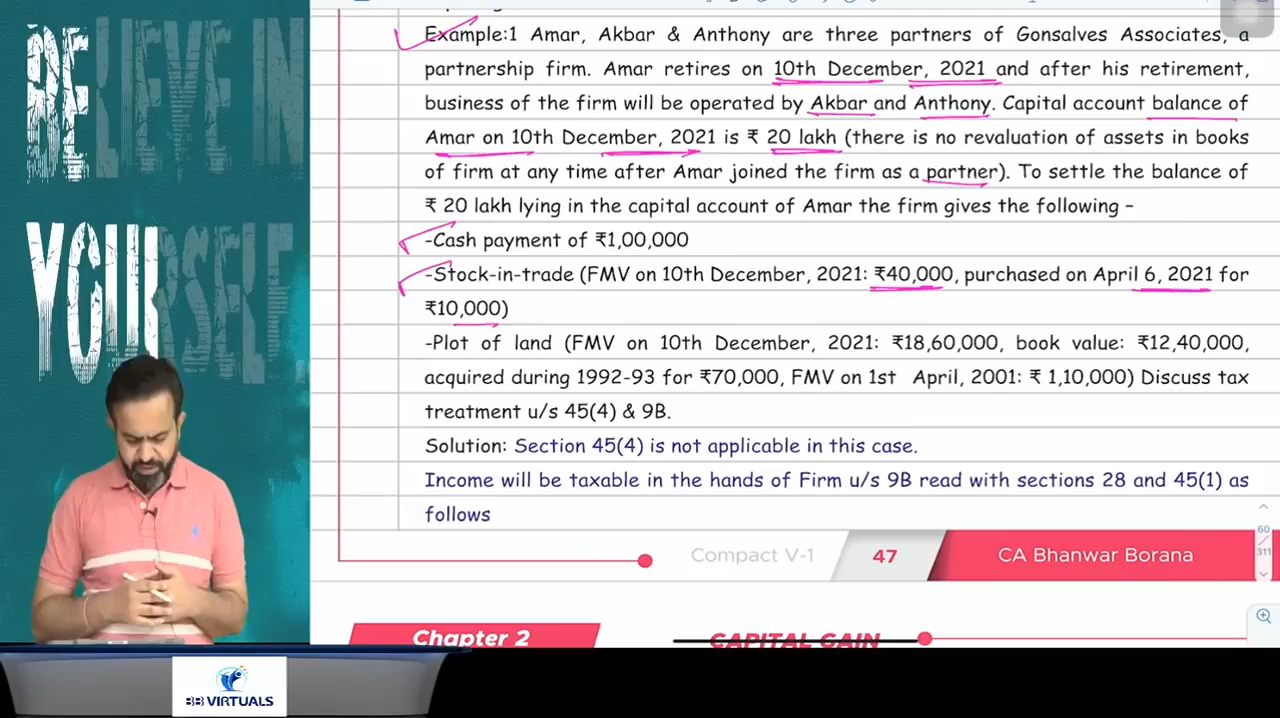 BELIEVE IN
YOURSELF
Example:1 Amar, Akbar & Anthony are three partners of Gonsalves Associates, a
partnership firm. Amar retires on 10th December, 2021 and after his retirement,
business of the firm will be operated by Akbar and Anthony. Capital account balance of
Amar on 10th December, 2021 is ₹ 20 lakh (there is no revaluation of assets in books
of firm at any time after Amar joined the firm as a partner). To settle the balance of
₹ 20 lakh lying in the capital account of Amar the firm gives the following –
-Cash payment of ₹1,00,000
-Stock-in-trade (FMV on 10th December, 2021: ₹40,000, purchased on April 6, 2021 for
₹10,000)
-Plot of land (FMV on 10th December, 2021: ₹18,60,000, book value: ₹12,40,000,
acquired during 1992-93 for ₹70,000, FMV on 1st April, 2001: ₹ 1,10,000) Discuss tax
treatment u/s 45(4) & 9B.
Solution: Section 45(4) is not applicable in this case.
Income will be taxable in the hands of Firm u/s 9B read with sections 28 and 45(1) as
follows
Compact V-1 47 CA Bhanwar Borana
60
311
Chapter 2 CAPITAL GAIN
BB VIRTUALS